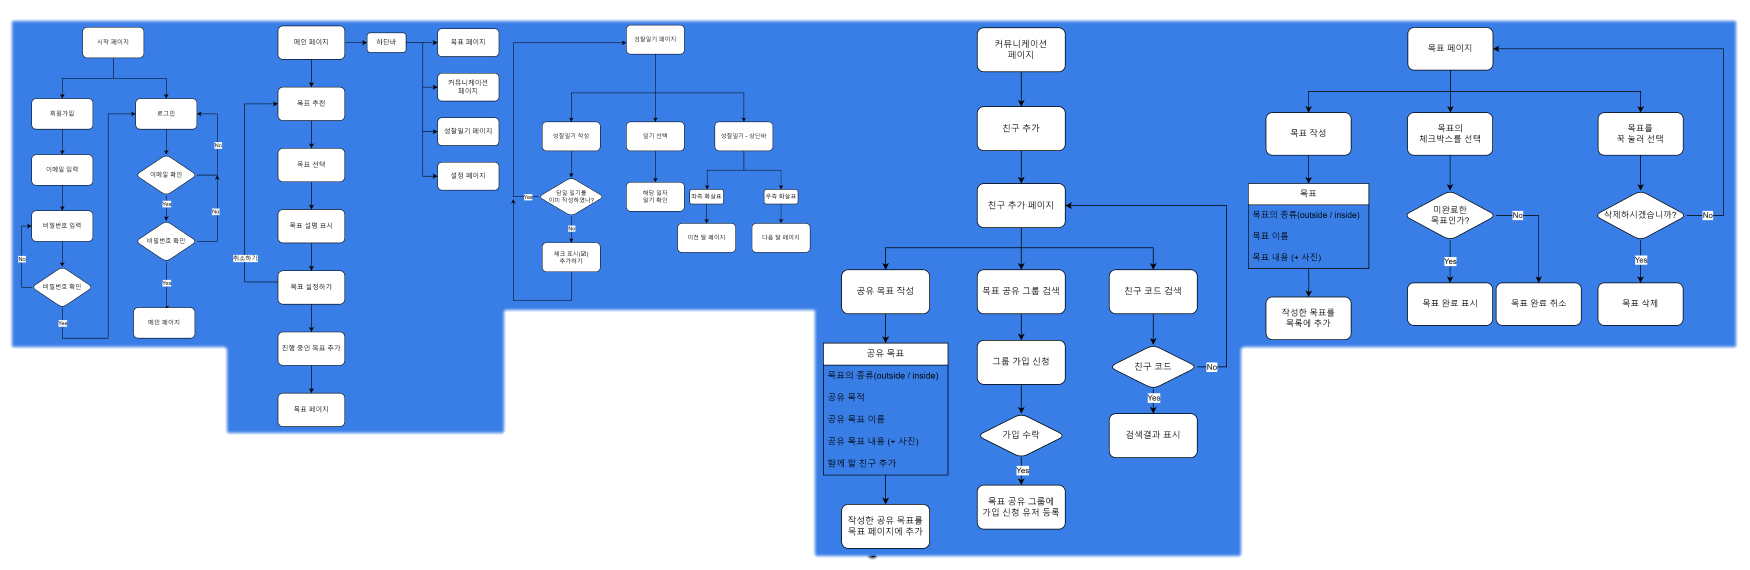 시작 페이지
회원가입
로그인
이메일 입력
이메일 확인
No
Yes
비밀번호 입력
비밀번호 확인
No
No
Yes
비밀번호 확인
Yes
메인 페이지
메인 페이지
하단바
목표 페이지
커뮤니케이션
페이지
성찰일기 페이지
설정 페이지
목표 추천
목표 선택
목표 설명 표시
취소하기
목표 설정하기
진행 중인 목표 추가
목표 페이지
성찰일기 페이지
성찰일기 작성
일기 선택
성찰일기 - 상단바
당일 일기를
이미 작성하였나?
Yes
No
체크 표시(☑)
추가하기
해당 일자
일기 확인
좌측 화살표
우측 화살표
이전 달 페이지
다음 달 페이지
커뮤니케이션
페이지
친구 추가
친구 추가 페이지
공유 목표 작성
목표 공유 그룹 검색
친구 코드 검색
공유 목표
목표의 종류(outside / inside)
공유 목적
공유 목표 이름
공유 목표 내용 (+ 사진)
함께 할 친구 추가
작성한 공유 목표를
목표 페이지에 추가
그룹 가입 신청
가입 수락
Yes
목표 공유 그룹에
가입 신청 유저 등록
친구 코드
No
Yes
검색결과 표시
목표 페이지
목표 작성
목표의
체크박스를 선택
목표를
꾹 눌러 선택
목표
목표의 종류(outside / inside)
목표 이름
목표 내용 (+ 사진)
작성한 목표를
목록에 추가
미완료한
목표인가?
No
Yes
목표 완료 표시
목표 완료 취소
삭제하시겠습니까?
No
Yes
목표 삭제